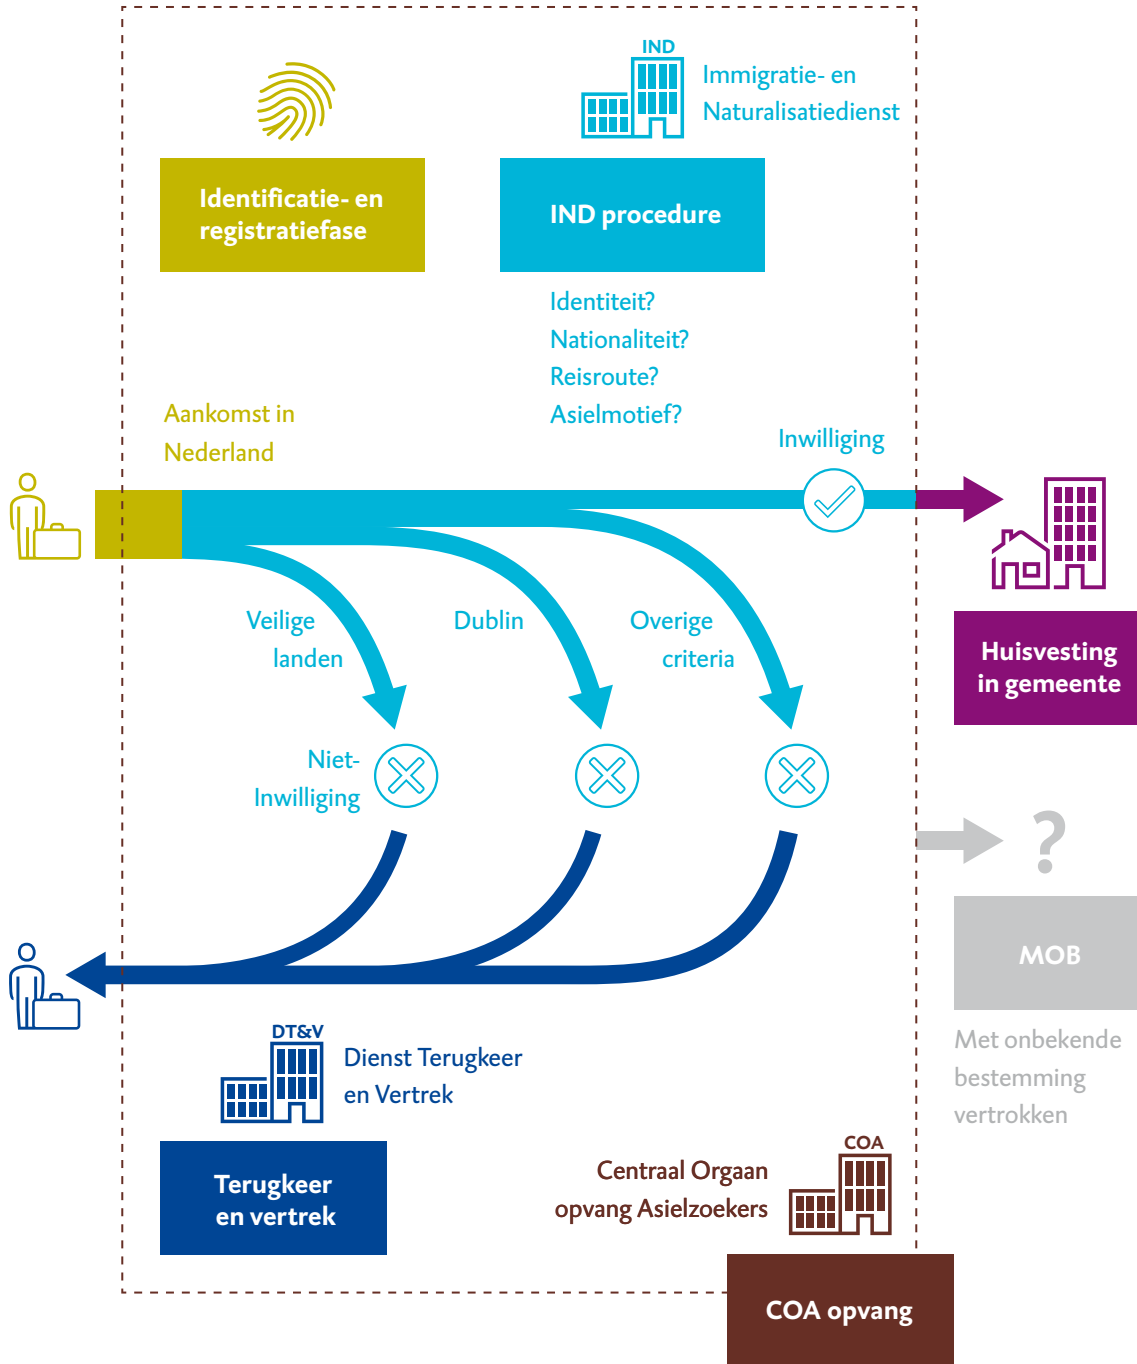 IND
Immigratie- en
Naturalisatiedienst
Identificatie- en
registratiefase
IND procedure
Identiteit?
Nationaliteit?
Reisroute?
Asielmotief?
Aankomst in
Nederland
Inwilliging
Veilige
landen
Dublin
Overige
criteria
Huisvesting
in gemeente
Niet-
Inwilliging
?
MOB
Met onbekende
bestemming
vertrokken
DT&V
Dienst Terugkeer
en Vertrek
Terugkeer
en vertrek
COA
Centraal Orgaan
opvang Asielzoekers
COA opvang